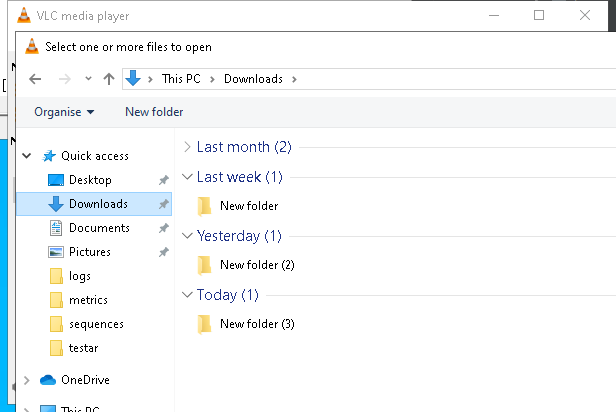 VLC media player
Select one or more files to open
This PC > Downloads >
Organise
New folder
Quick access
Desktop
Downloads
Documents
Pictures
logs
metrics
sequences
testar
OneDrive
This PC
Last month (2)
Last week (1)
New folder
Yesterday (1)
New folder (2)
Today (1)
New folder (3)